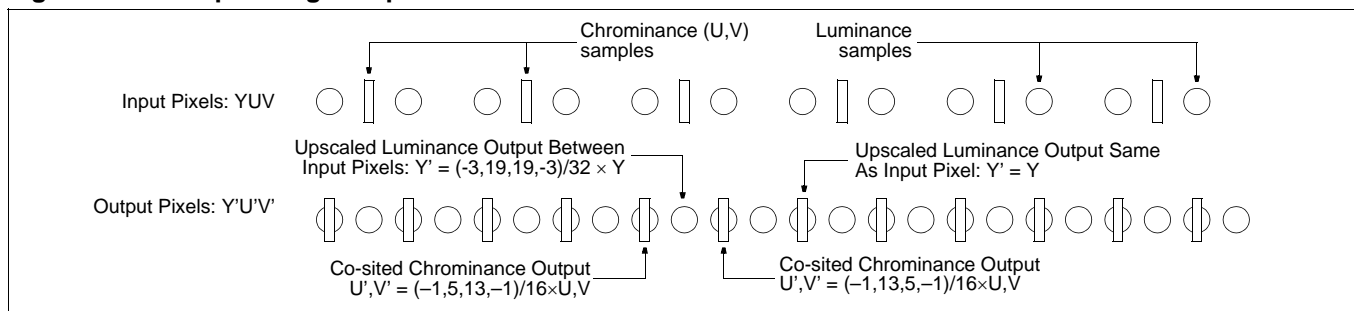 Chrominance (U,V)
samples
Luminance
samples
Input Pixels: YUV
Upscaled Luminance Output Between
Input Pixels: Y’ = (-3,19,19,-3)/32 × Y
Upscaled Luminance Output Same
As Input Pixel: Y’ = Y
Output Pixels: Y'U'V'
Co-sited Chrominance Output
U’,V’ = (–1,5,13,–1)/16×U,V
Co-sited Chrominance Output
U’,V’ = (–1,13,5,–1)/16×U,V